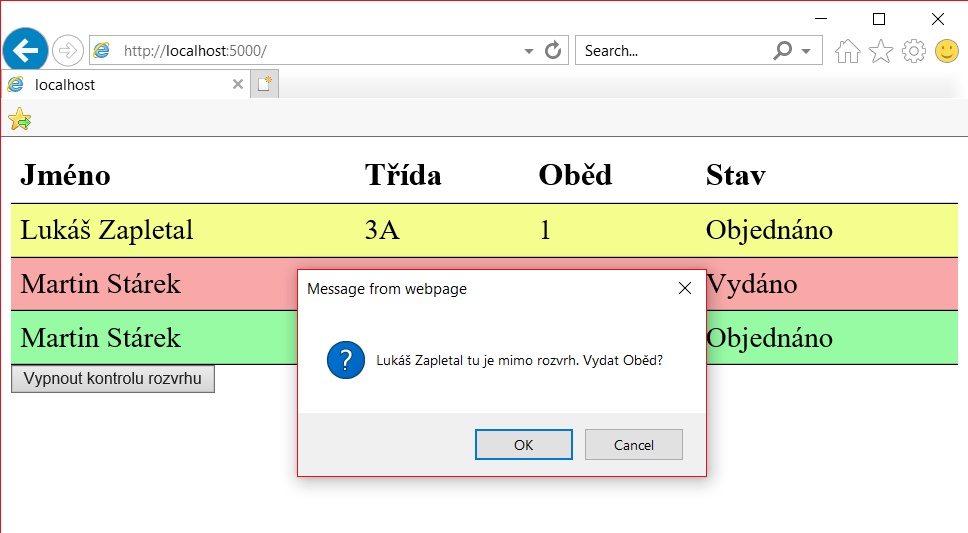 http://localhost:5000/
Search...
localhost
Jméno Třída Oběd Stav
Lukáš Zapletal 3A 1 Objednáno
Martin Stárek Vydáno
Martin Stárek Objednáno
Vypnout kontrolu rozvrhu
Message from webpage
Lukáš Zapletal tu je mimo rozvrh. Vydat Oběd?
OK Cancel